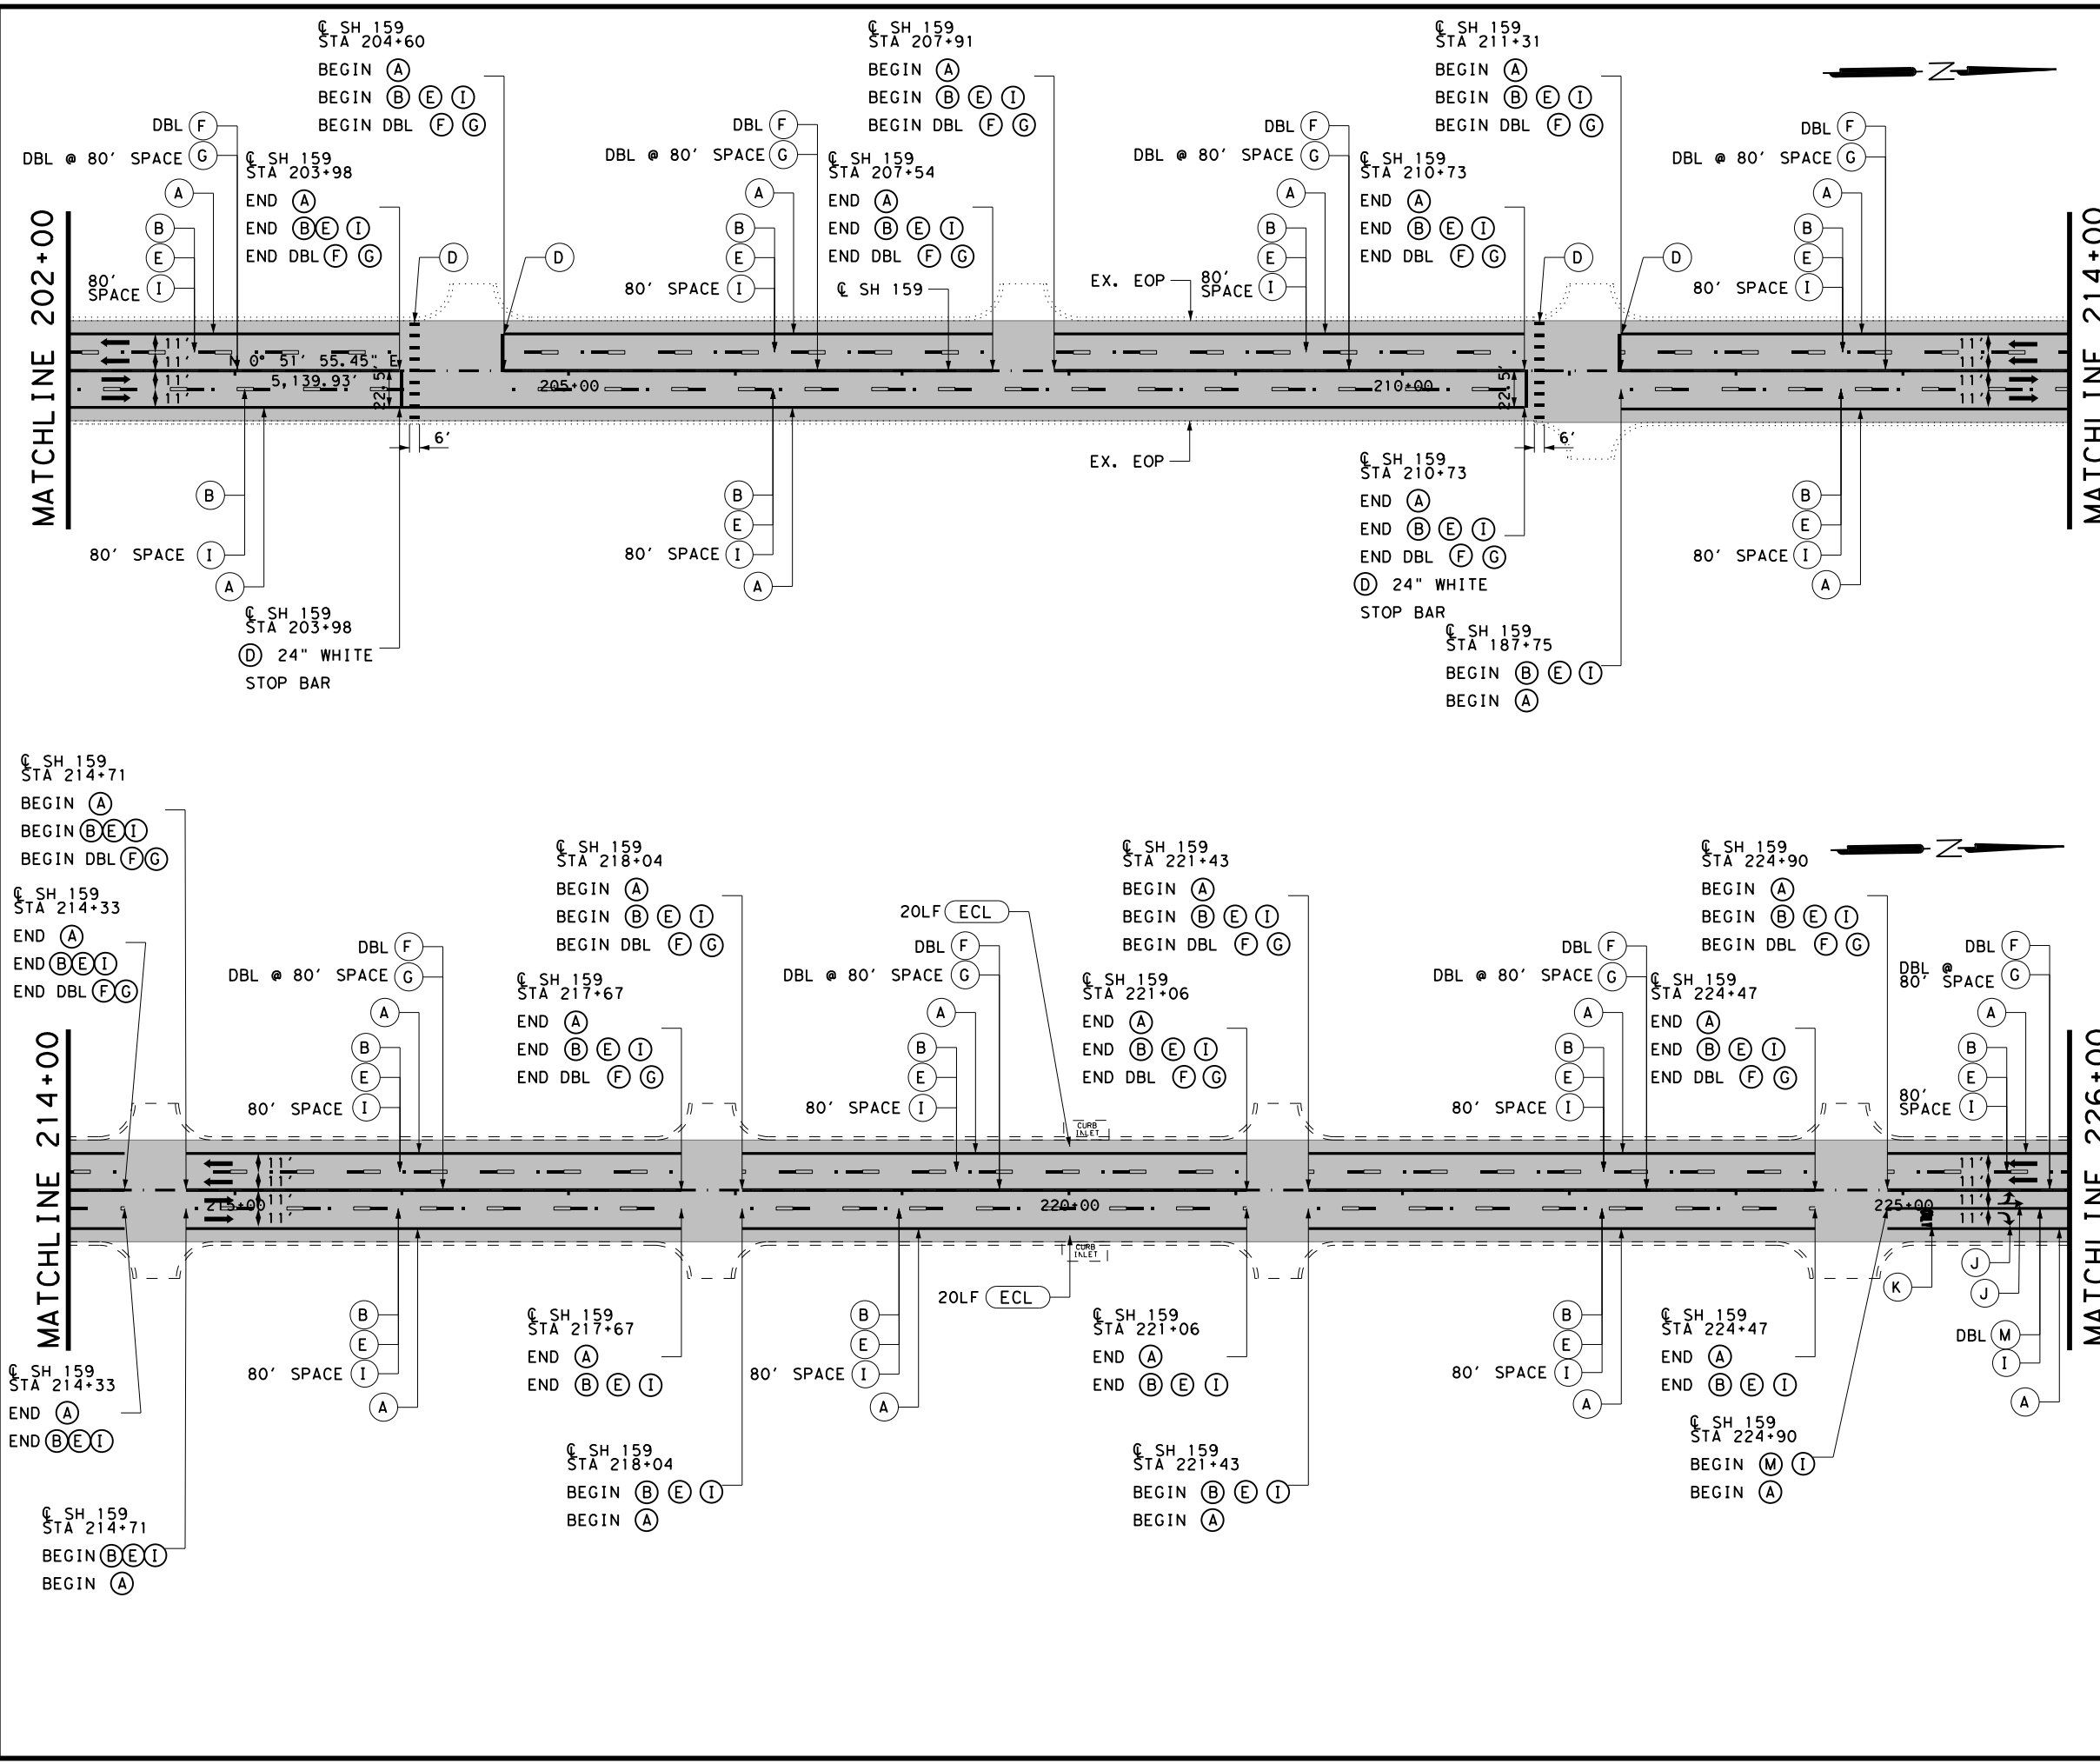 ℄ SH 159
STA 204+60
BEGIN A
BEGIN B E I
BEGIN DBL F G
℄ SH 159
STA 207+91
BEGIN A
BEGIN B E I
BEGIN DBL F G
℄ SH 159
STA 211+31
BEGIN A
BEGIN B E I
BEGIN DBL F G
Z
DBL F
DBL @ 80' SPACE G
A
B
E
80'
SPACE I
℄ SH 159
STA 203+98
END A
END B E I
END DBL F G
D
D
DBL F
DBL @ 80' SPACE G
A
B
E
80' SPACE I
℄ SH 159
STA 207+54
END A
END B E I
END DBL F G
℄ SH 159
EX. EOP
DBL F
DBL @ 80' SPACE G
A
B
E
80'
SPACE I
℄ SH 159
STA 210+73
END A
END B E I
END DBL F G
D
D
DBL F
DBL @ 80' SPACE G
A
B
E
80' SPACE I
MATCHLINE 202+00
MATCHLINE 214+00
11'
11'
11'
11'
N 0° 51' 55.45" E
5,139.93'
22.5'
205+00
210+00
22.5'
11'
11'
11'
11'
6'
6'
B
80' SPACE I
A
℄ SH 159
STA 203+98
D 24" WHITE
STOP BAR
B
E
80' SPACE I
A
EX. EOP
℄ SH 159
STA 210+73
END A
END B E I
END DBL F G
D 24" WHITE
STOP BAR
℄ SH 159
STA 187+75
BEGIN B E I
BEGIN A
B
E
80' SPACE I
A
℄ SH 159
STA 214+71
BEGIN A
BEGIN B E I
BEGIN DBL F G
℄ SH 159
STA 214+33
END A
END B E I
END DBL F G
DBL F
DBL @ 80' SPACE G
A
B
E
80' SPACE I
℄ SH 159
STA 218+04
BEGIN A
BEGIN B E I
BEGIN DBL F G
℄ SH 159
STA 217+67
END A
END B E I
END DBL F G
20LF ECL
DBL F
DBL @ 80' SPACE G
A
B
E
80' SPACE I
℄ SH 159
STA 221+43
BEGIN A
BEGIN B E I
BEGIN DBL F G
℄ SH 159
STA 221+06
END A
END B E I
END DBL F G
DBL F
DBL @ 80' SPACE G
A
B
E
80' SPACE I
℄ SH 159
STA 224+90
BEGIN A
BEGIN B E I
BEGIN DBL F G
℄ SH 159
STA 224+47
END A
END B E I
END DBL F G
Z
DBL F
DBL @
80' SPACE G
A
B
E
80'
SPACE I
MATCHLINE 214+00
MATCHLINE 226+00
CURB
INLET
11'
11'
11'
11'
215+00
220+00
225+00
11'
11'
11'
11'
CURB
INLET
℄ SH 159
STA 214+33
END A
END B E I
℄ SH 159
STA 214+71
BEGIN B E I
BEGIN A
B
E
80' SPACE I
A
℄ SH 159
STA 217+67
END A
END B E I
℄ SH 159
STA 218+04
BEGIN B E I
BEGIN A
B
E
80' SPACE I
A
20LF ECL
℄ SH 159
STA 221+06
END A
END B E I
℄ SH 159
STA 221+43
BEGIN B E I
BEGIN A
B
E
80' SPACE I
A
℄ SH 159
STA 224+47
END A
END B E I
℄ SH 159
STA 224+90
BEGIN M I
BEGIN A
K
J
J
DBL M
I
A